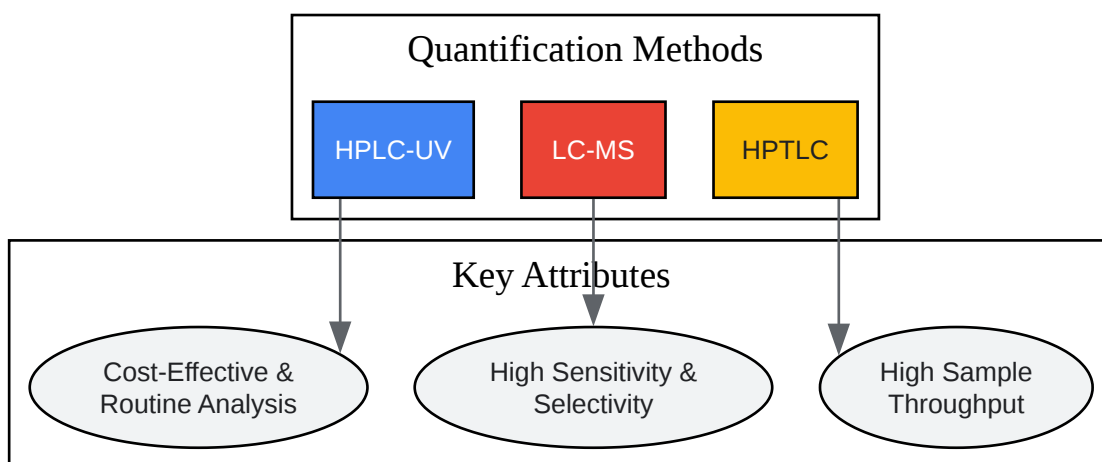 Quantification Methods
HPLC-UV
LC-MS
HPTLC
Key Attributes
Cost-Effective &
Routine Analysis
High Sensitivity &
Selectivity
High Sample
Throughput